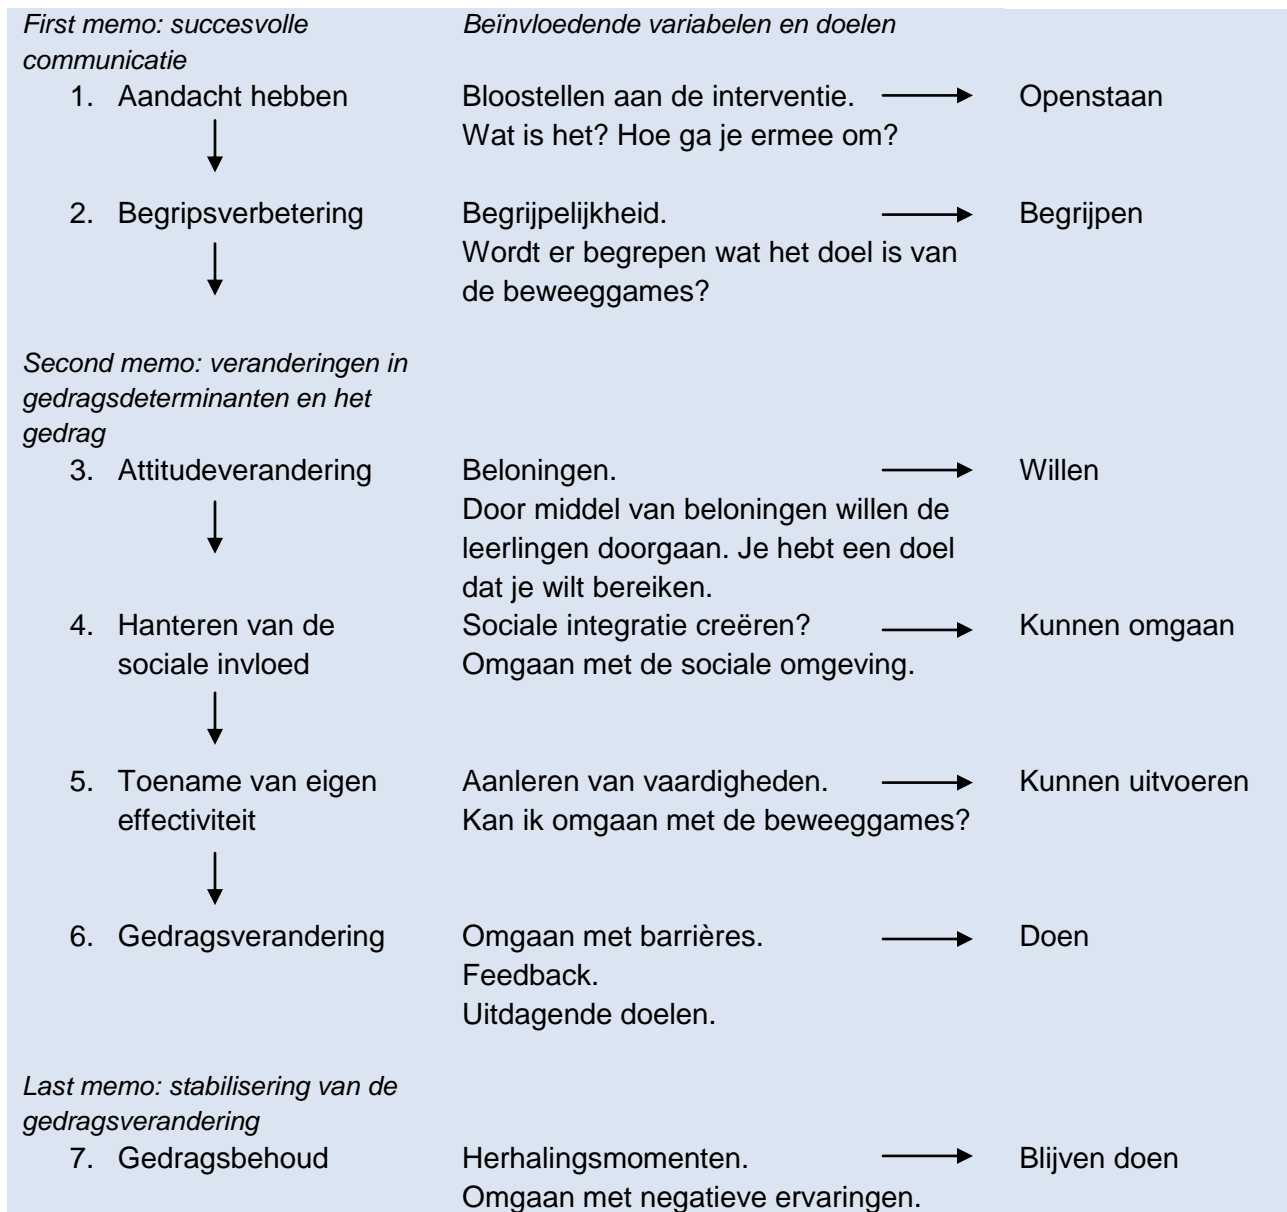 First memo: succesvolle communicatie
Beïnvloedende variabelen en doelen
1. Aandacht hebben
Bloostellen aan de interventie.
Openstaan
Wat is het? Hoe ga je ermee om?
2. Begripsverbetering
Begrijpelijkheid.
Begrijpen
Wordt er begrepen wat het doel is van
de beweeggames?
Second memo: veranderingen in
gedragsdeterminanten en het
gedrag
3. Attitudeverandering
Beloningen.
Willen
Door middel van beloningen willen de
leerlingen doorgaan. Je hebt een doel
dat je wilt bereiken.
4. Hanteren van de
sociale invloed
Sociale integratie creëren?
Kunnen omgaan
Omgaan met de sociale omgeving.
5. Toename van eigen
effectiviteit
Aanleren van vaardigheden.
Kunnen uitvoeren
Kan ik omgaan met de beweeggames?
6. Gedragsverandering
Omgaan met barrières.
Doen
Feedback.
Uitdagende doelen.
Last memo: stabilisering van de
gedragsverandering
7. Gedragsbehoud
Herhalingsmomenten.
Blijven doen
Omgaan met negatieve ervaringen.